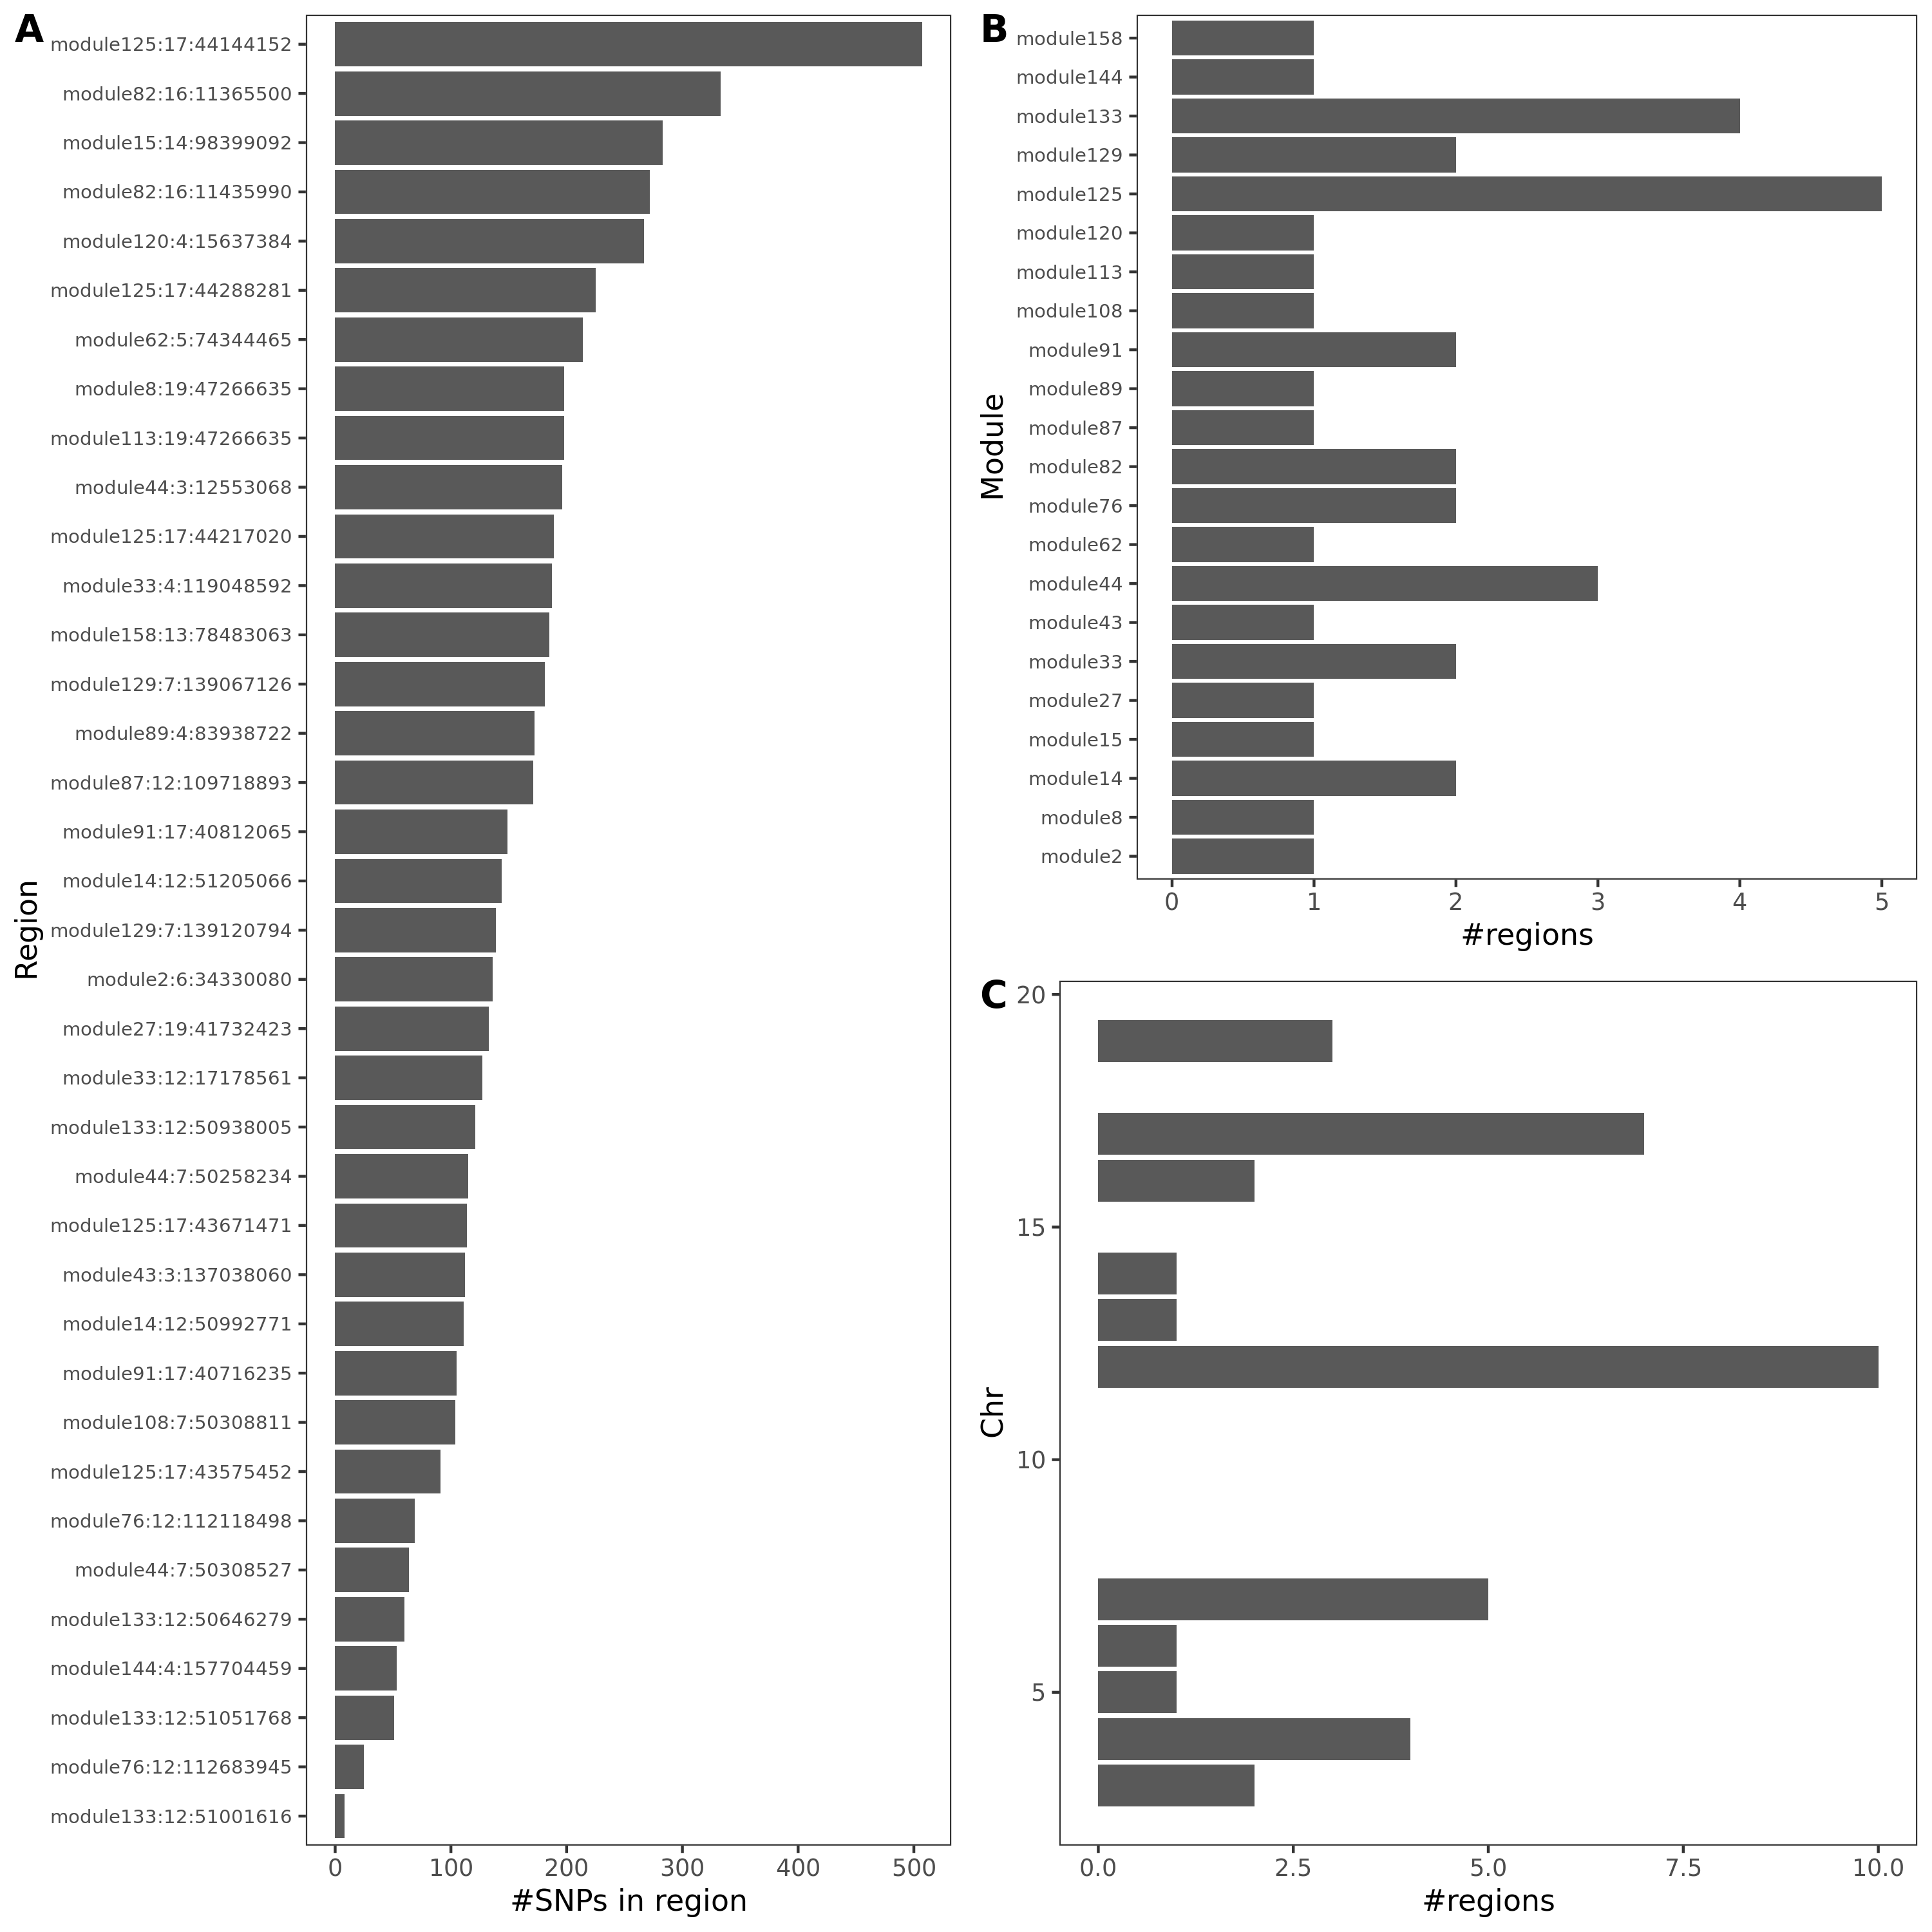 A
module125:17:44144152
module82:16:11365500
module15:14:98399092
module82:16:11435990
module120:4:15637384
module125:17:44288281
module62:5:74344465
module8:19:47266635
module113:19:47266635
module44:3:12553068
module125:17:44217020
module33:4:119048592
module158:13:78483063
module129:7:139067126
module89:4:83938722
module87:12:109718893
module91:17:40812065
module14:12:51205066
module129:7:139120794
module2:6:34330080
module27:19:41732423
module33:12:17178561
module133:12:50938005
module44:7:50258234
module125:17:43671471
module43:3:137038060
module14:12:50992771
module91:17:40716235
module108:7:50308811
module125:17:43575452
module76:12:112118498
module44:7:50308527
module133:12:50646279
module144:4:157704459
module133:12:51051768
module76:12:112683945
module133:12:51001616
Region
0 100 200 300 400 500
#SNPs in region
B
module158
module144
module133
module129
module125
module120
module113
module108
module91
module89
module87
module82
module76
module62
module44
module43
module33
module27
module15
module14
module8
module2
Module
0 1 2 3 4 5
#regions
C
20
15
10
5
Chr
0.0 2.5 5.0 7.5 10.0
#regions